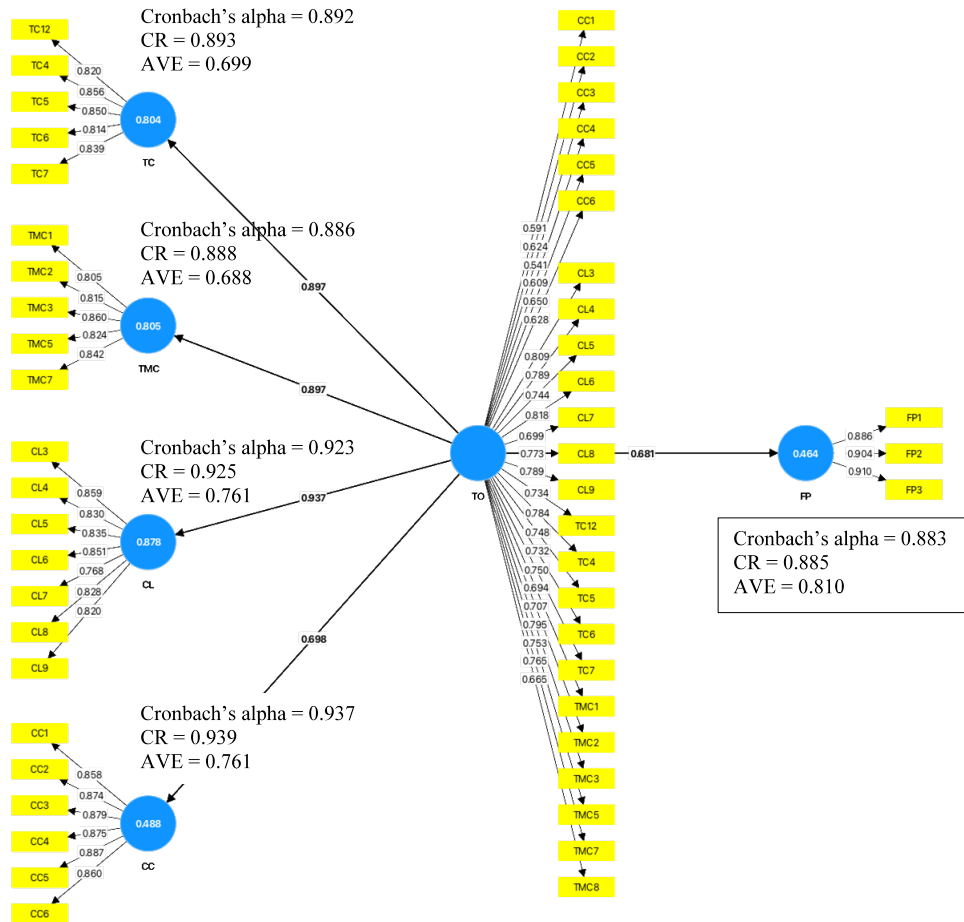 Cronbach’s alpha = 0.892
CR = 0.893
AVE = 0.699
TC12
TC4
TC5
TC6
TC7
0.820
0.856
0.850
0.814
0.839
0.804
TC
Cronbach’s alpha = 0.886
CR = 0.888
AVE = 0.688
TMC1
TMC2
TMC3
TMC5
TMC7
0.805
0.815
0.860
0.824
0.842
0.805
TMC
Cronbach’s alpha = 0.923
CR = 0.925
AVE = 0.761
CL3
CL4
CL5
CL6
CL7
CL8
CL9
0.859
0.830
0.835
0.851
0.768
0.828
0.820
0.878
CL
Cronbach’s alpha = 0.937
CR = 0.939
AVE = 0.761
CC1
CC2
CC3
CC4
CC5
CC6
0.858
0.874
0.879
0.875
0.887
0.860
0.488
CC
0.897
0.897
0.937
0.698
TO
0.591
0.624
0.541
0.609
0.650
0.628
0.809
0.789
0.744
0.818
0.699
0.773
0.789
0.734
0.784
0.748
0.732
0.750
0.694
0.707
0.795
0.753
0.765
0.665
CC1
CC2
CC3
CC4
CC5
CC6
CL3
CL4
CL5
CL6
CL7
CL8
CL9
TC12
TC4
TC5
TC6
TC7
TMC1
TMC2
TMC3
TMC5
TMC7
TMC8
0.681
0.464
FP
0.886
0.904
0.910
FP1
FP2
FP3
Cronbach’s alpha = 0.883
CR = 0.885
AVE = 0.810